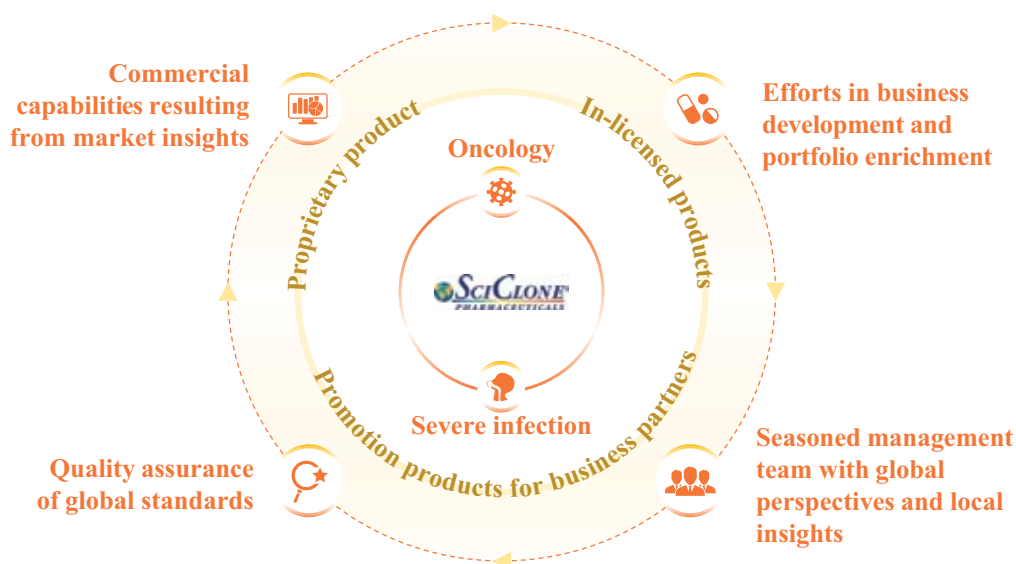 Commercial
capabilities resulting
from market insights
Efforts in business
development and
portfolio enrichment
Proprietary product
In-licensed products
Oncology
SCICLONE
PHARMACEUTICALS
Severe infection
Promotion products for business partners
Quality assurance
of global standards
Seasoned management
team with global
perspectives and local
insights